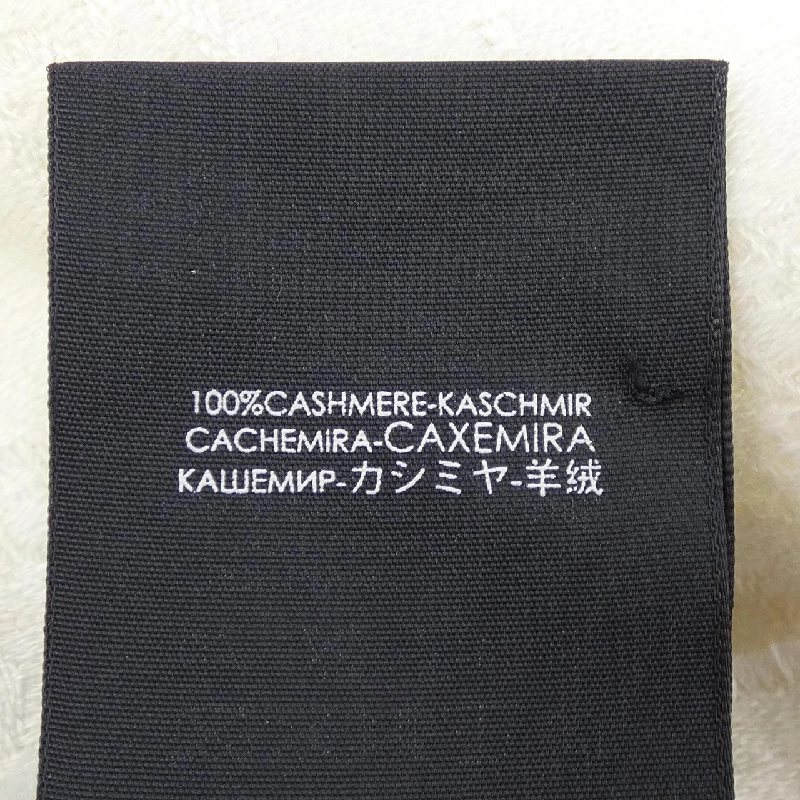 100%CASHMERE-KASCHMIR
CACHEMIRA-CAXEMIRA
КАШЕМИР-カシミヤ-羊绒